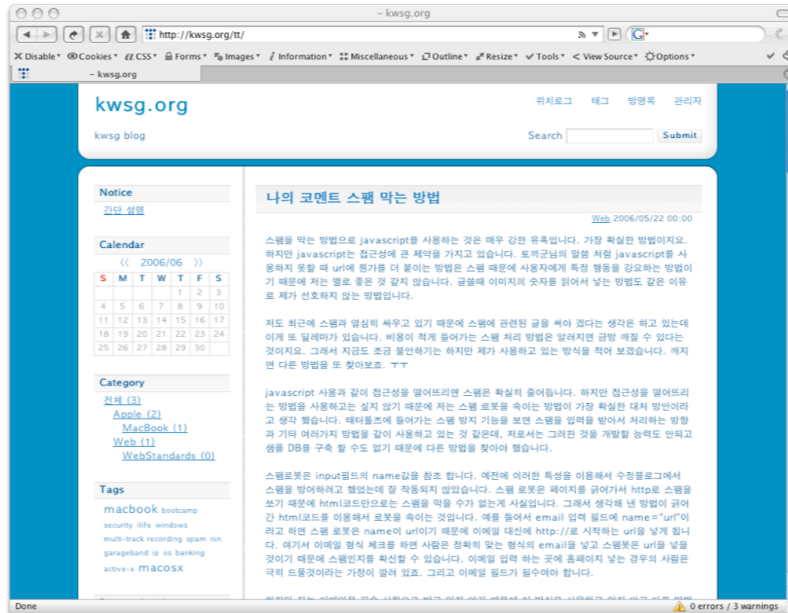 – kwsg.org
http://kwsg.org/tt/
Disable Cookies CSS Forms Images Information Miscellaneous Outline Resize Tools View Source Options
– kwsg.org
kwsg.org
위치로그 태그 방명록 관리자
kwsg blog
Search Submit
Notice
간단 설명
Calendar
《 2006/06 》
S M T W T F S
1 2 3
4 5 6 7 8 9 10
11 12 13 14 15 16 17
18 19 20 21 22 23 24
25 26 27 28 29 30
Category
전체 (3)
Apple (2)
MacBook (1)
Web (1)
WebStandards (0)
Tags
macbook bootcamp
security ilife windows
multi-track recording spam nin
garageband ip os banking
active-x macosx
나의 코멘트 스팸 막는 방법
Web 2006/05/22 00:00
스팸을 막는 방법으로 javascript를 사용하는 것은 매우 강한 유혹입니다. 가장 확실한 방법이지요.
하지만 javascript는 접근성에 큰 제약을 가지고 있습니다. 토끼군님의 말씀 처럼 javascript를 사
용하지 못할 때 url에 뭔가를 더 붙이는 방법은 스팸 때문에 사용자에게 특정 행동을 강요하는 방법이
기 때문에 저는 별로 좋은 것 같지 않습니다. 글쓸때 이미지의 숫자를 읽어서 넣는 방법도 같은 이유
로 제가 선호하지 않는 방법입니다.
저도 최근에 스팸과 열심히 싸우고 있기 때문에 스팸에 관련된 글을 써야 겠다는 생각은 하고 있는데
이게 또 딜레마가 있습니다. 비용이 적게 들어가는 스팸 처리 방법은 알려지면 금방 깨질 수 있다는
것이지요. 그래서 지금도 조금 불안하기는 하지만 제가 사용하고 있는 방식을 적어 보겠습니다. 깨지
면 다른 방법을 또 찾아보죠. ㅜㅜ
javascript 사용과 같이 접근성을 떨어뜨리면 스팸은 확실히 줄어듭니다. 하지만 접근성을 떨어뜨리
는 방법을 사용하고는 싶지 않기 때문에 저는 스팸 로봇을 속이는 방법이 가장 확실한 대처 방안이라
고 생각 했습니다. 태터툴즈에 들어가는 스팸 방지 기능을 보면 스팸을 입력을 받아서 처리하는 방향
과 기타 여러가지 방법을 같이 사용하고 있는 것 같은데, 저로서는 그러한 것을 개발할 능력도 안되고
샘플 DB를 구축 할 수도 없기 때문에 다른 방법을 찾아야 했습니다.
스팸로봇은 input필드의 name값을 참조 합니다. 예전에 이러한 특성을 이용해서 수정블로그에서
스팸을 방어하려고 했었는데 잘 작동되지 않았습니다. 스팸 로봇은 페이지를 긁어가서 http로 스팸을
쏘기 때문에 html코드만으로는 스팸을 막을 수가 없는게 사실입니다. 그래서 생각해 낸 방법이 긁어
간 html코드를 이용해서 로봇을 속이는 것입니다. 예를 들어서 email 입력 필드에 name="url"이
라고 하면 스팸 로봇은 name이 url이기 때문에 이메일 대신에 http://로 시작하는 url을 넣게 됩니
다. 여기서 이메일 형식 체크를 하면 사람은 정확히 맞는 형식의 email을 넣고 스팸봇은 url을 넣을
것이기 때문에 스팸인지를 확신할 수 있습니다. 이메일 입력 하는 곳에 홈페이지 넣는 경우의 사람은
극히 드물것이라는 가정이 깔려 있죠. 그리고 이메일 필드가 필수여야 합니다.
Done
0 errors / 3 warnings